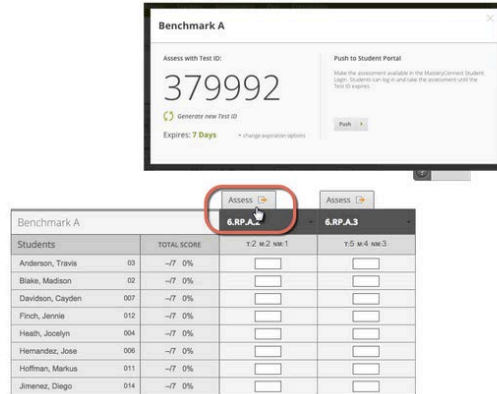 Benchmark A
Assess with Test ID:
379992
Generate new Test ID
Expires: 7 Days
• change expiration options
Push to Student Portal
Make the assessment available in the MasteryConnect Student
Login. Students can log in and take the assessment until the
Test ID expires.
Push
Assess
Assess
Benchmark A
6.RP.A.2
6.RP.A.3
Students TOTAL SCORE T:2 M:2 NM:1 T:5 M:4 NM:3
Anderson, Travis 03 --/7 0%
Blake, Madison 02 --/7 0%
Davidson, Cayden 007 --/7 0%
Finch, Jennie 012 --/7 0%
Heath, Jocelyn 004 --/7 0%
Hernandez, Jose 006 --/7 0%
Hoffman, Markus 011 --/7 0%
Jimenez, Diego 014 --/7 0%